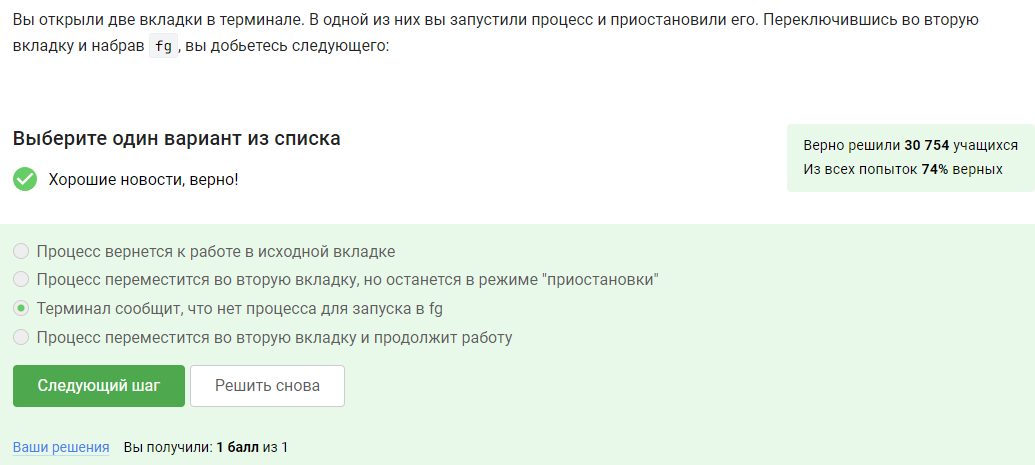 Вы открыли две вкладки в терминале. В одной из них вы запустили процесс и приостановили его. Переключившись во вторую
вкладку и набрав fg, вы добьетесь следующего:
Выберите один вариант из списка
Хорошие новости, верно!
Верно решили 30 754 учащихся
Из всех попыток 74% верных
Процесс вернется к работе в исходной вкладке
Процесс переместится во вторую вкладку, но останется в режиме "приостановки"
Терминал сообщит, что нет процесса для запуска в fg
Процесс переместится во вторую вкладку и продолжит работу
Следующий шаг
Решить снова
Ваши решения Вы получили: 1 балл из 1